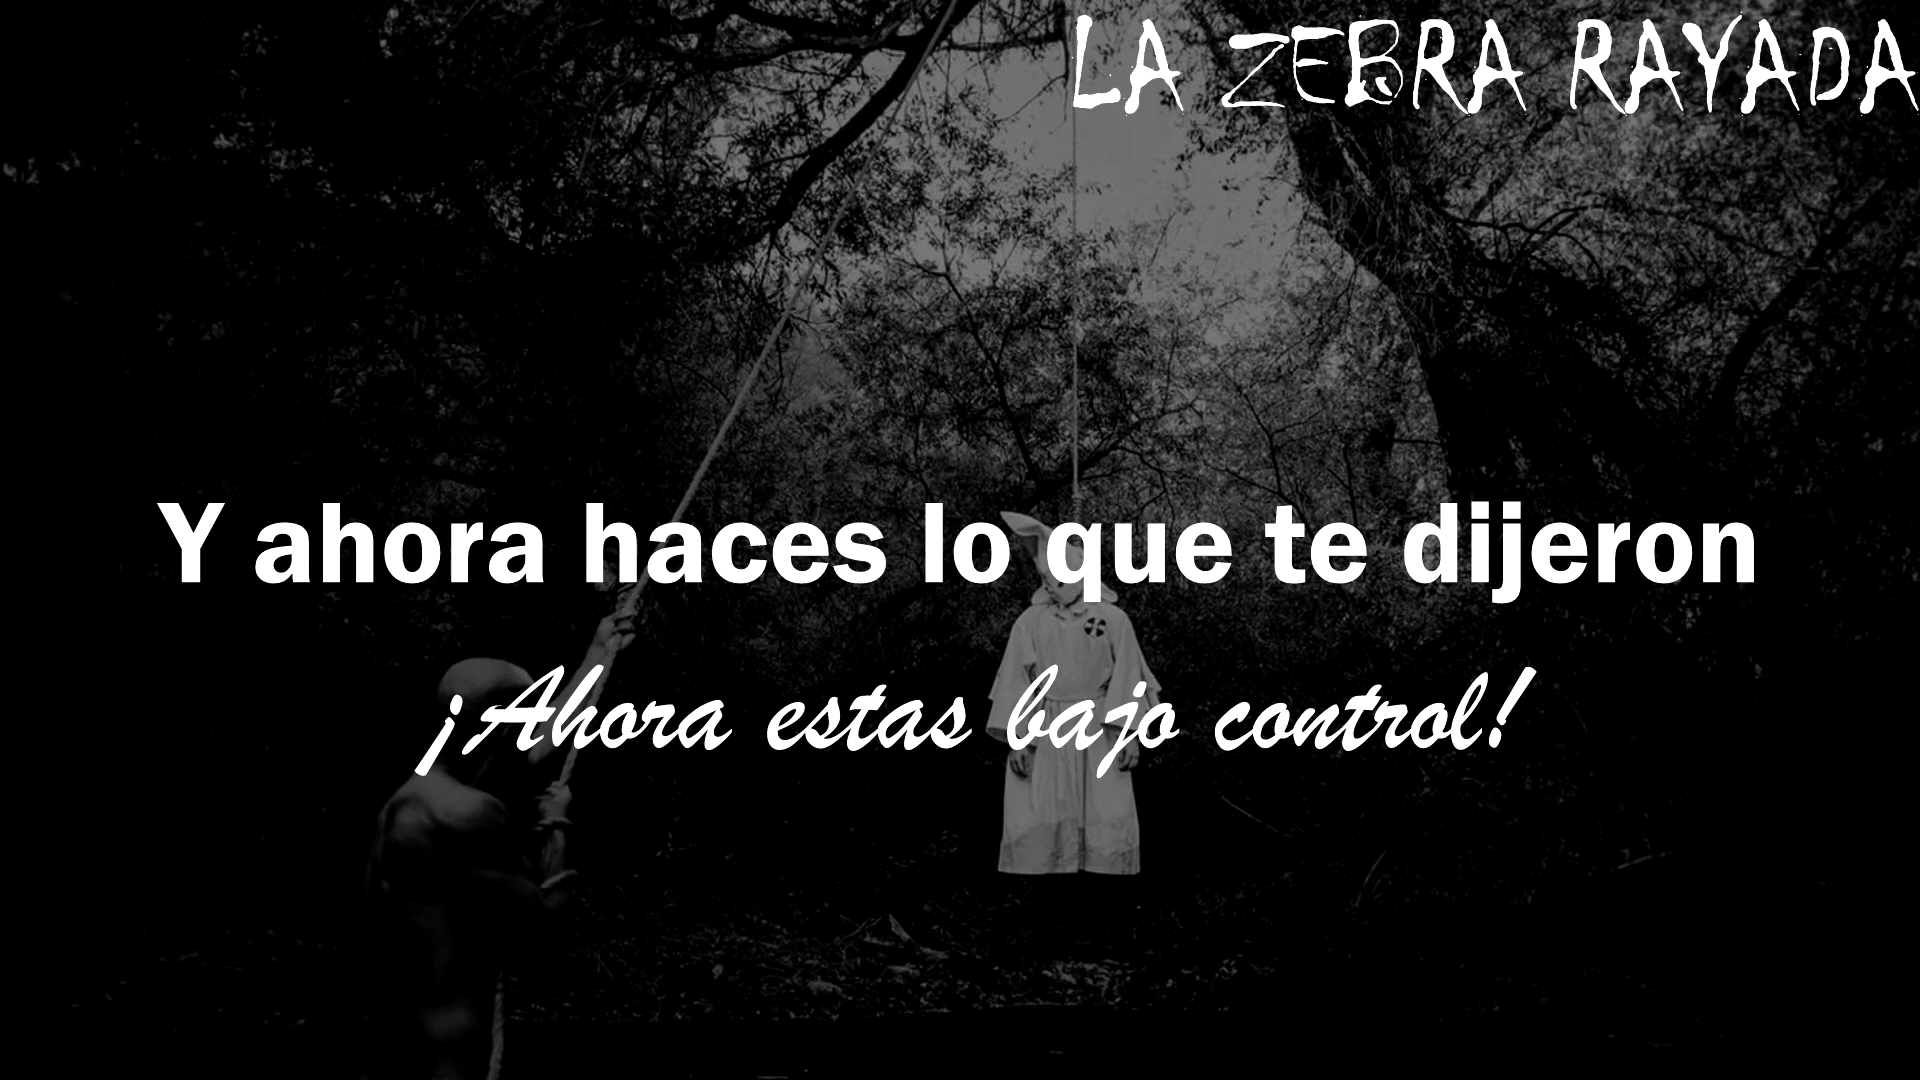 LA ZEBRA RAYADA
Y ahora haces lo que te dijeron
¡Ahora estas bajo control!